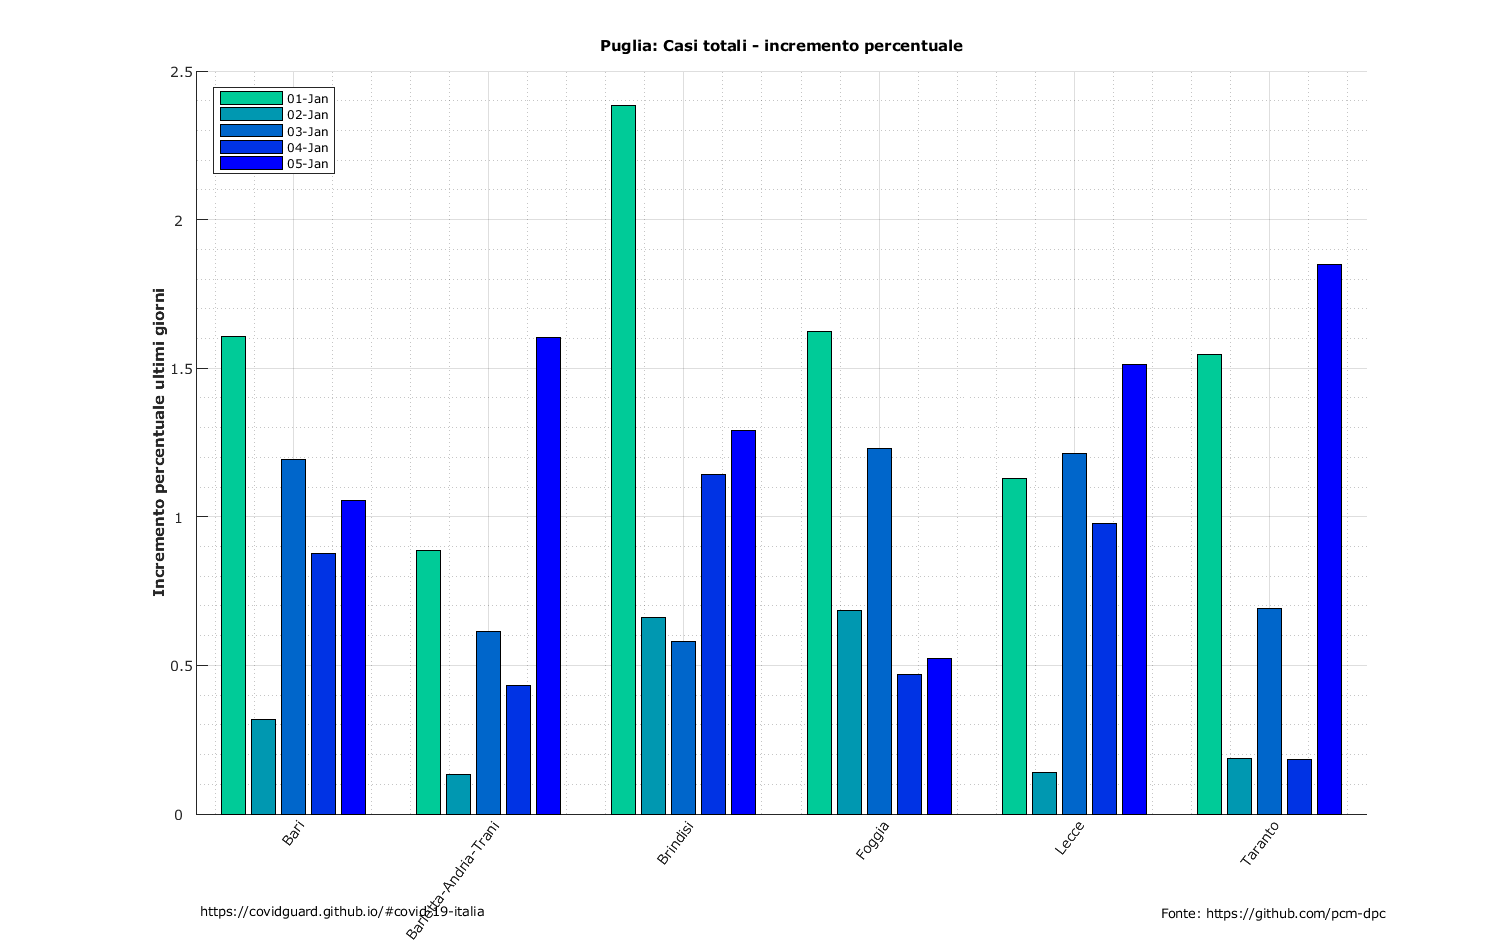 Puglia: Casi totali - incremento percentuale
Incremento percentuale ultimi giorni
2.5
2
1.5
1
0.5
0
01-Jan
02-Jan
03-Jan
04-Jan
05-Jan
Bari
Barletta-Andria-Trani
Brindisi
Foggia
Lecce
Taranto
https://covidguard.github.io/#covid-19-italia
Fonte: https://github.com/pcm-dpc